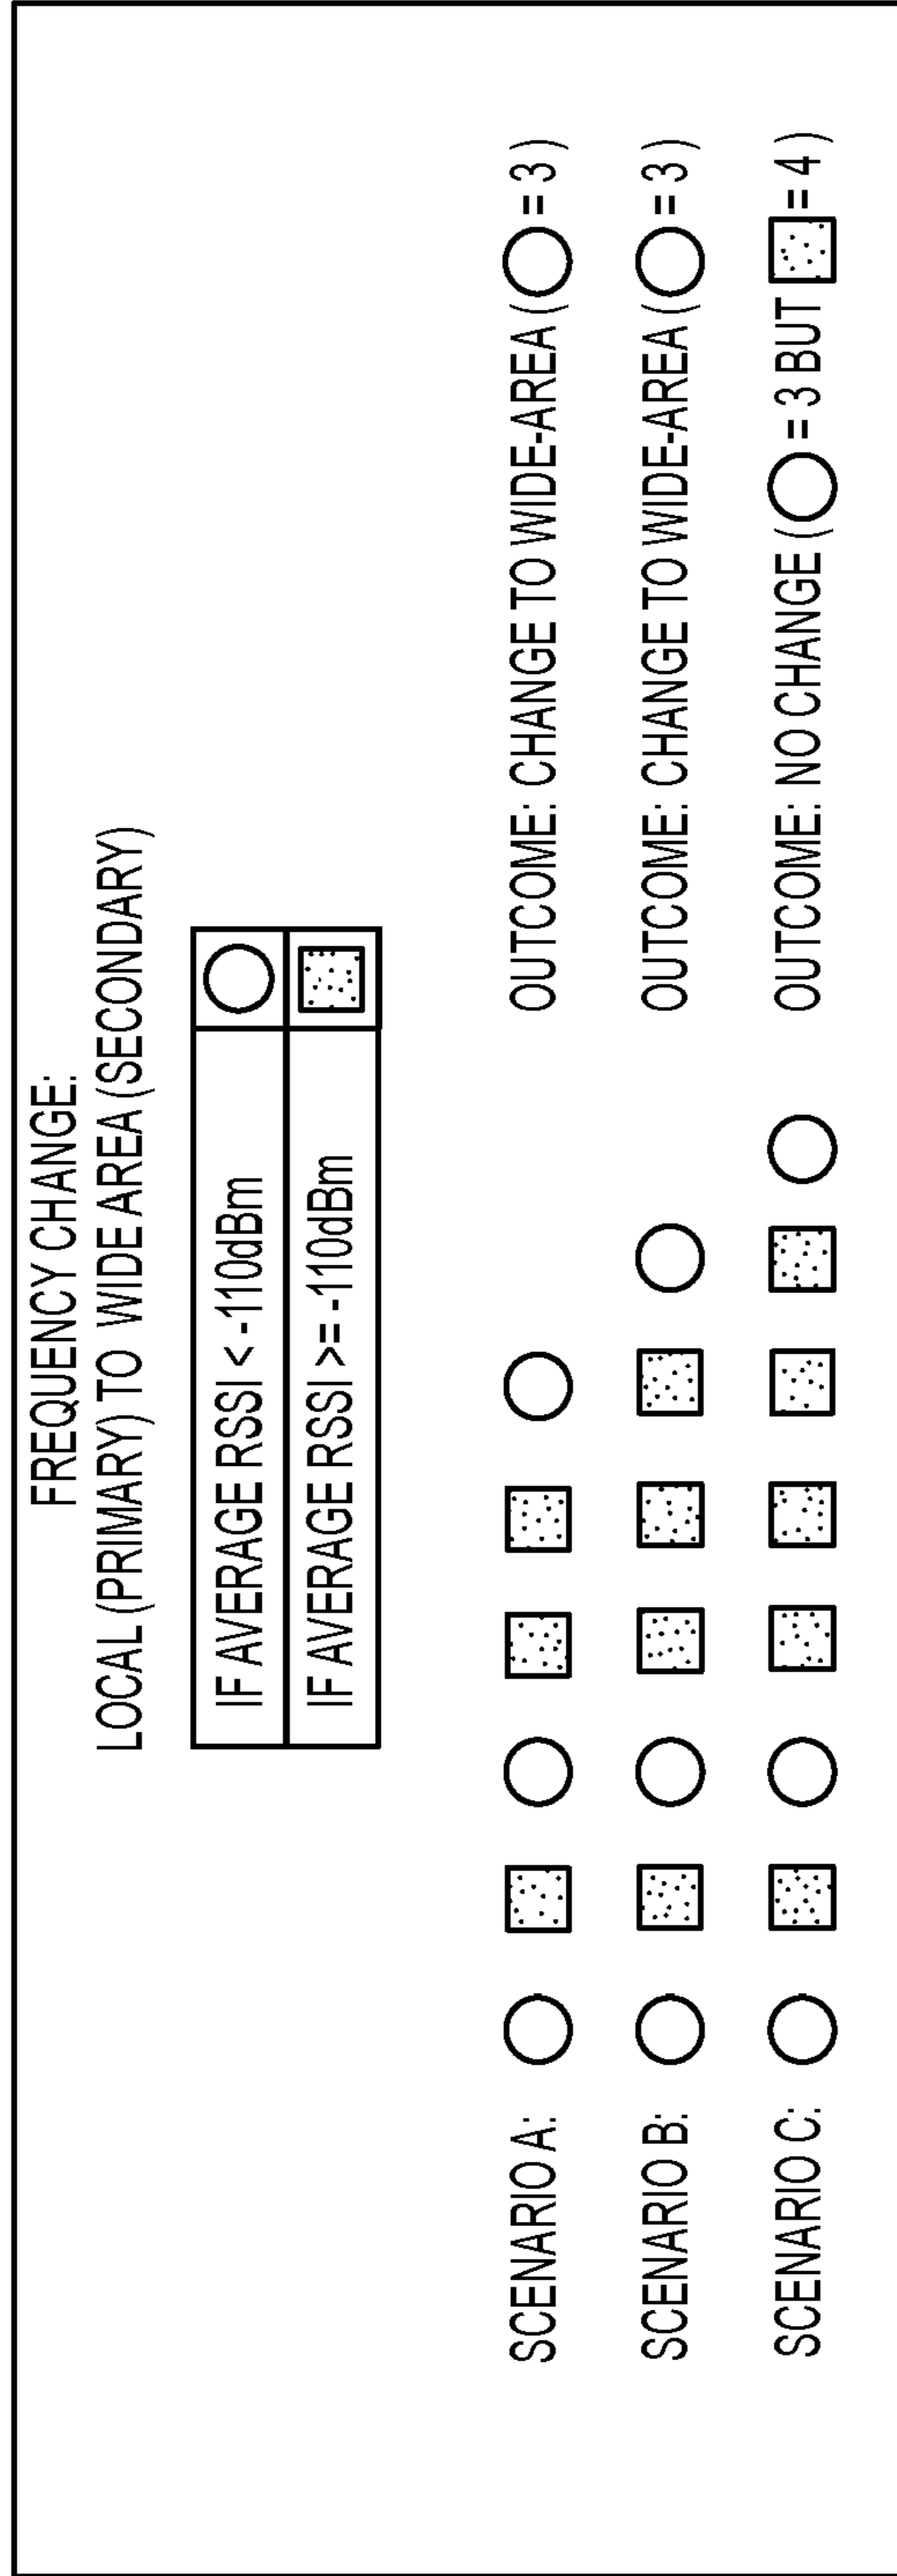 FREQUENCY CHANGE:
LOCAL (PRIMARY) TO WIDE AREA (SECONDARY)
IF AVERAGE RSSI < -110dBm
IF AVERAGE RSSI >= -110dBm
SCENARIO A: OUTCOME: CHANGE TO WIDE-AREA ( = 3 )
SCENARIO B: OUTCOME: CHANGE TO WIDE-AREA ( = 3 )
SCENARIO C: OUTCOME: NO CHANGE ( = 3 BUT = 4 )